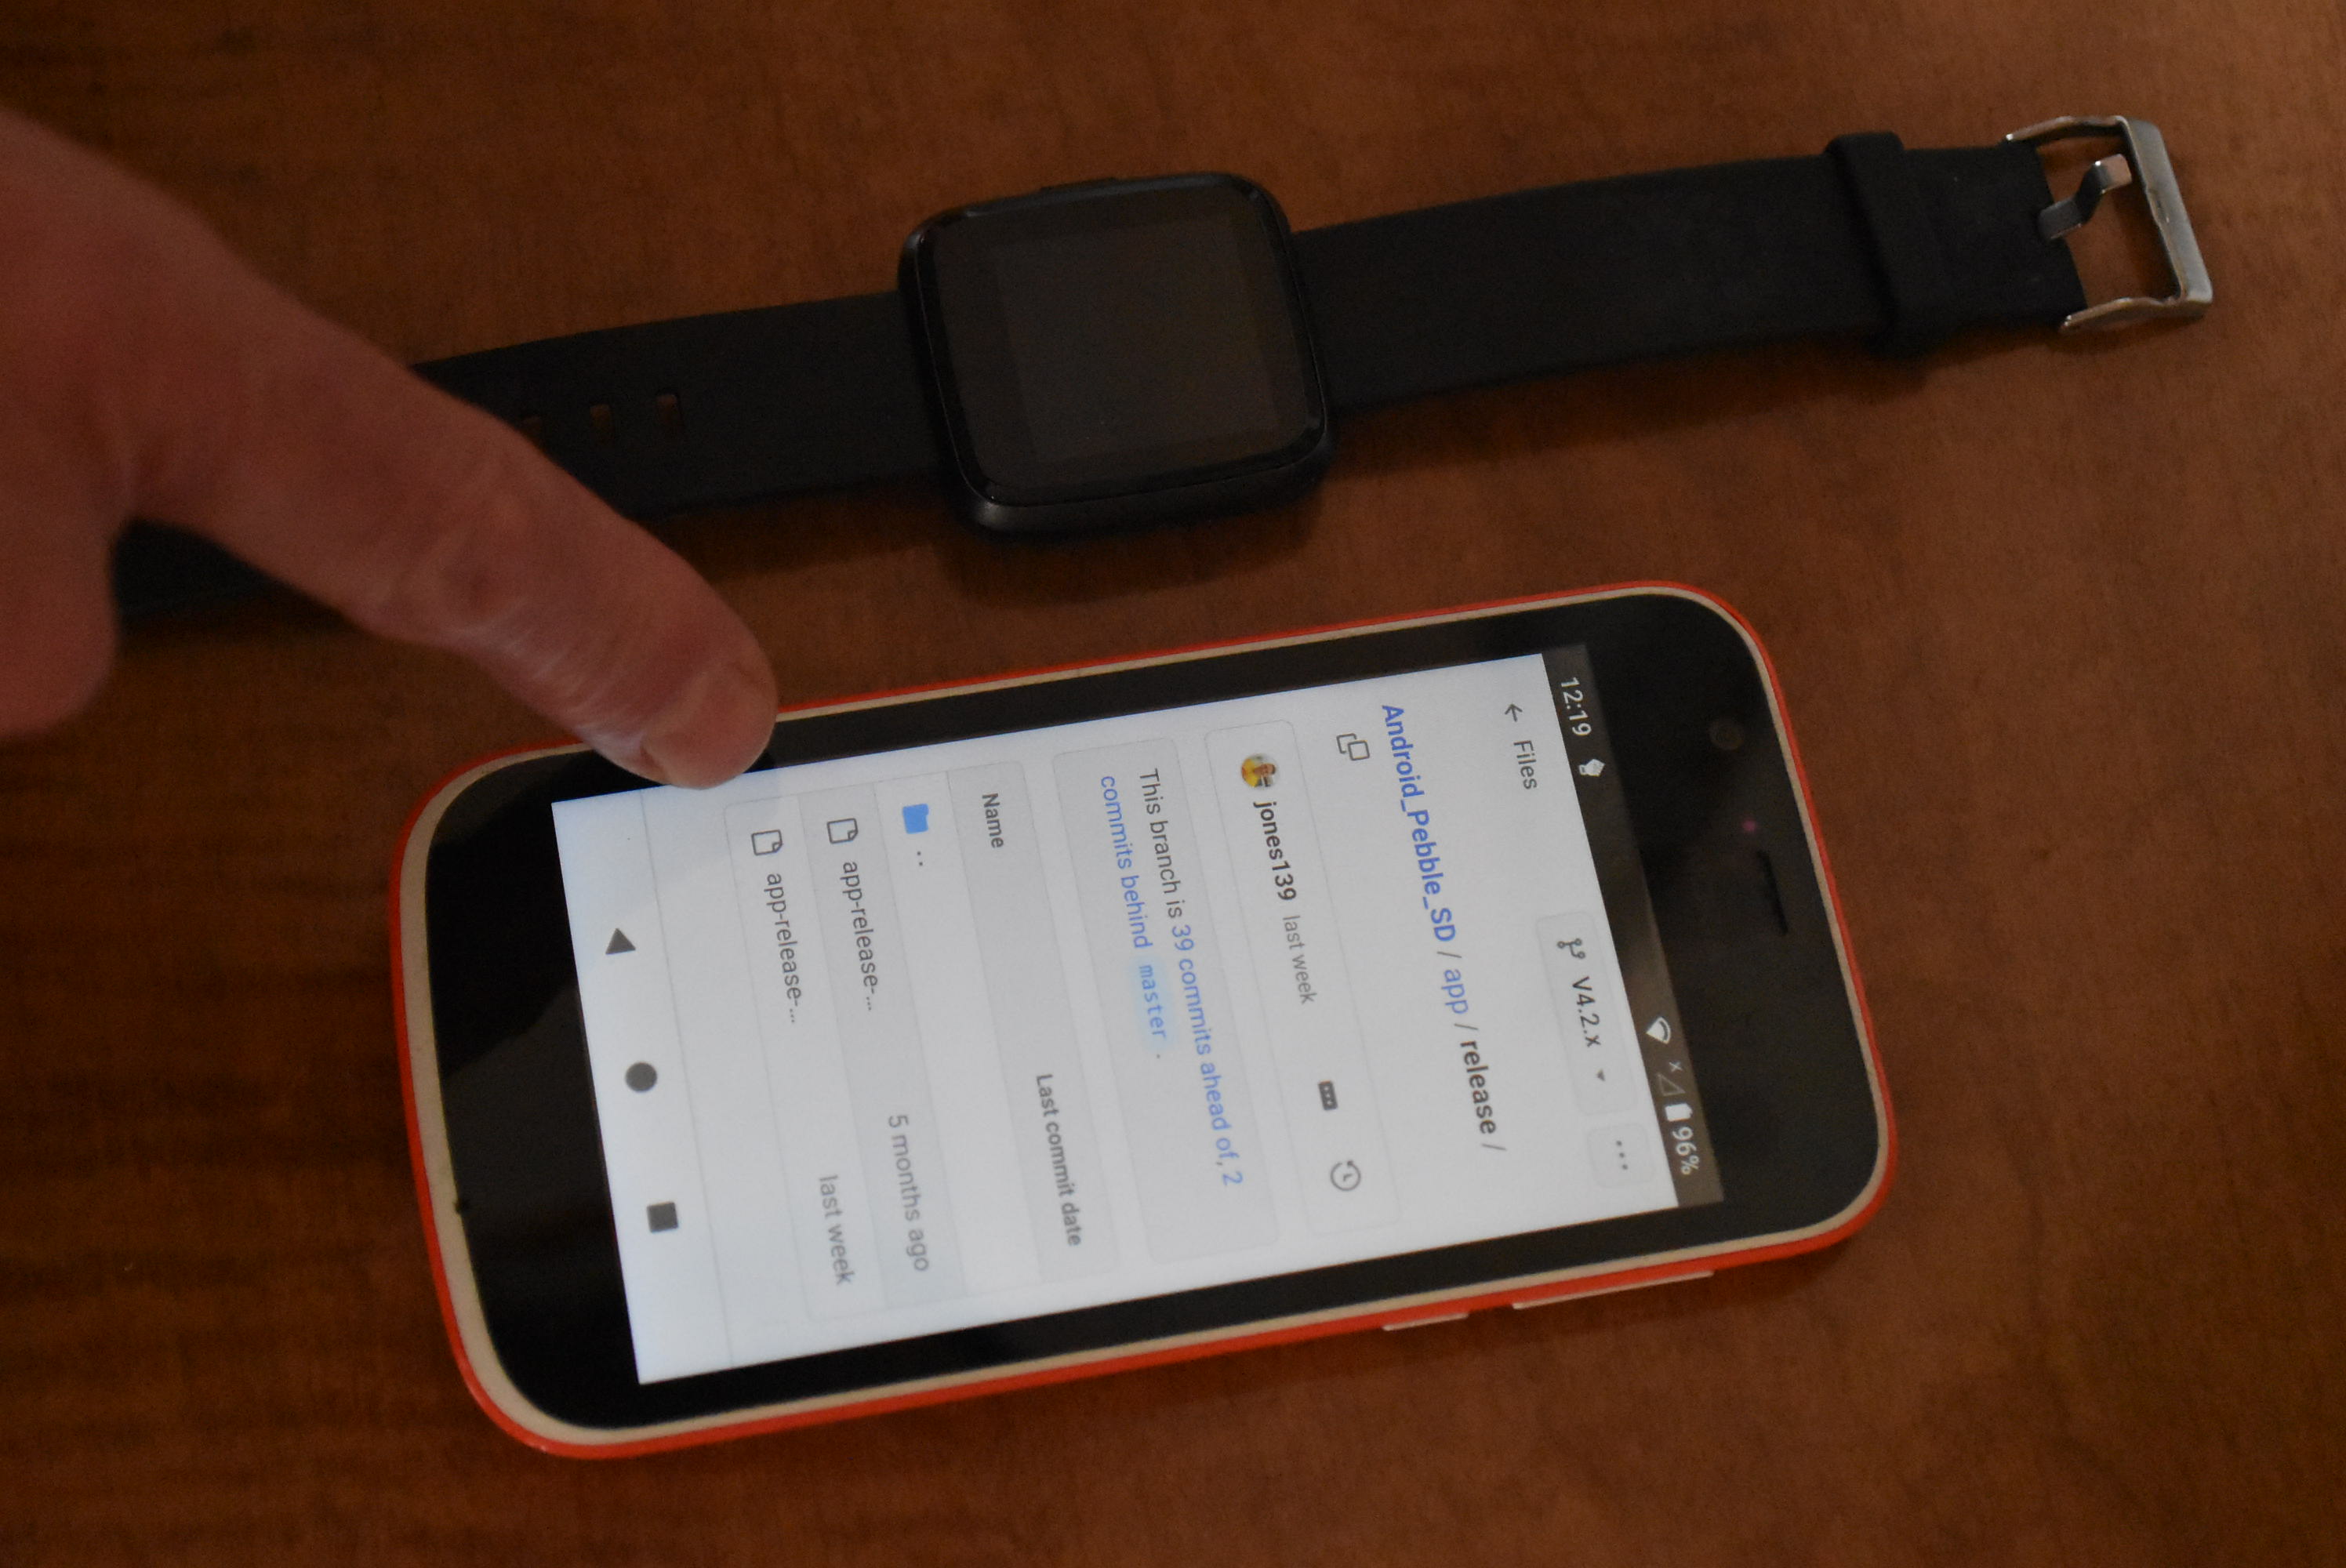 12:19 96%
← Files V4.2.x ...
Android_Pebble_SD / app / release /
jones139 last week
This branch is 39 commits ahead of, 2
commits behind master .
Name Last commit date
..
app-release-... 5 months ago
app-release-... last week